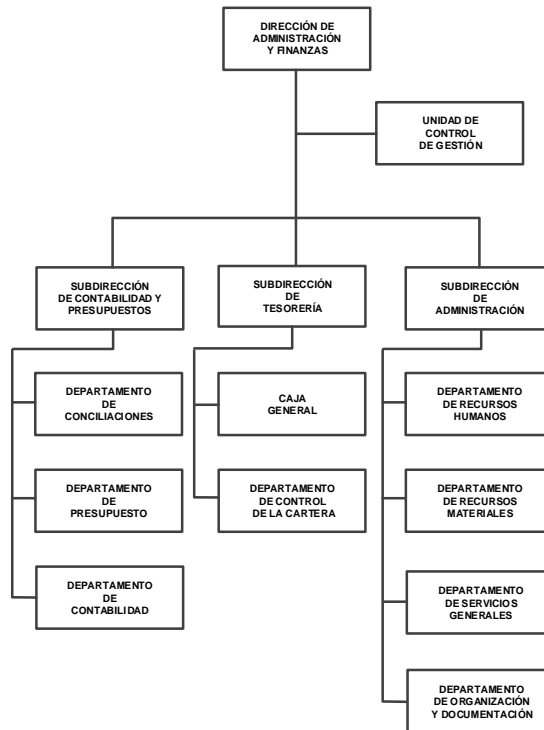 DIRECCIÓN DE
ADMINISTRACIÓN
Y FINANZAS
UNIDAD DE
CONTROL
DE GESTIÓN
SUBDIRECCIÓN
DE CONTABILIDAD Y
PRESUPUESTOS
SUBDIRECCIÓN
DE
TESORERÍA
SUBDIRECCIÓN
DE
ADMINISTRACIÓN
DEPARTAMENTO
DE
CONCILIACIONES
CAJA
GENERAL
DEPARTAMENTO
DE RECURSOS
HUMANOS
DEPARTAMENTO
DE
PRESUPUESTO
DEPARTAMENTO
DE CONTROL
DE LA CARTERA
DEPARTAMENTO
DE RECURSOS
MATERIALES
DEPARTAMENTO
DE
CONTABILIDAD
DEPARTAMENTO
DE SERVICIOS
GENERALES
DEPARTAMENTO
DE ORGANIZACIÓN
Y DOCUMENTACIÓN